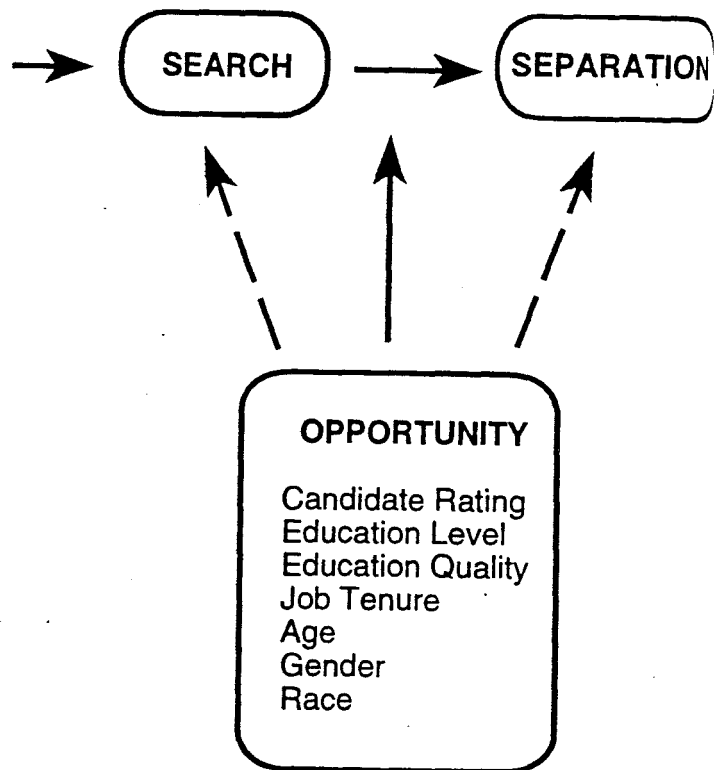 SEARCH
SEPARATION
OPPORTUNITY
Candidate Rating
Education Level
Education Quality
Job Tenure
Age
Gender
Race